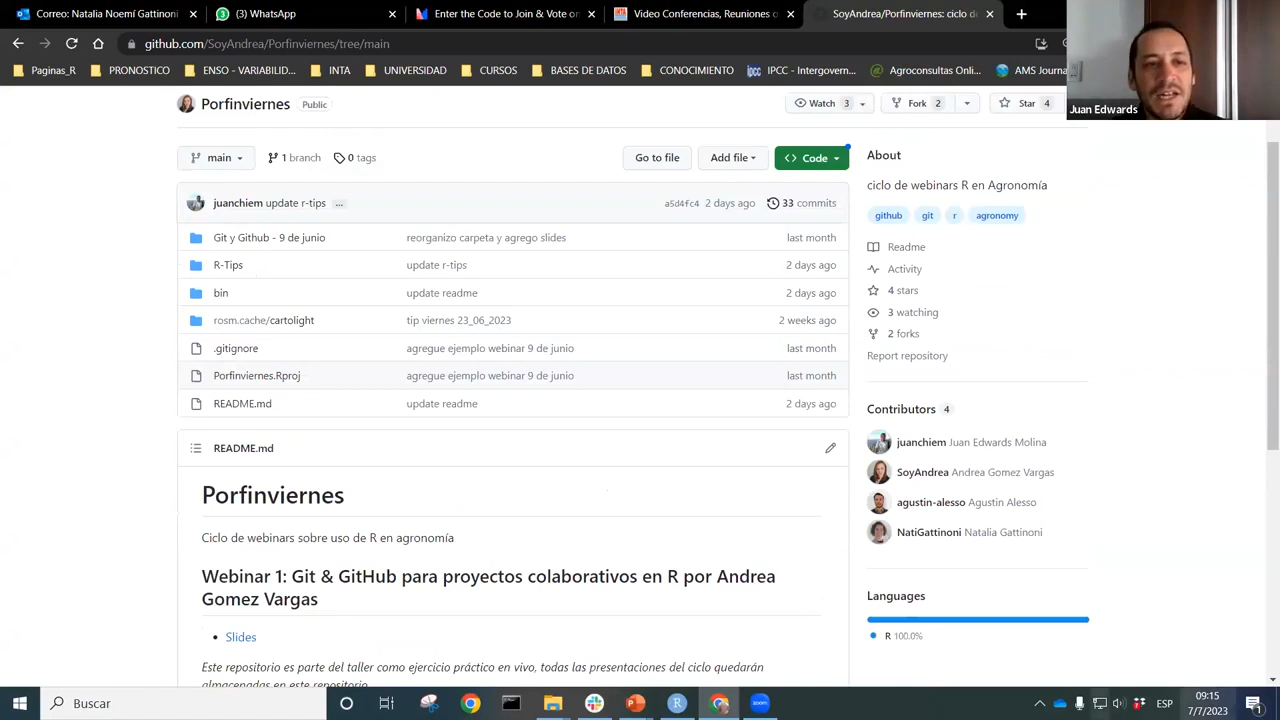 Correo: Natalia Noemí Gattinon
(3) WhatsApp
Enter the Code to Join & Vote on
Video Conferencias, Reuniones o
SoyAndrea/Porfinviernes: ciclo de
github.com/SoyAndrea/Porfinviernes/tree/main
Paginas_R
PRONOSTICO
ENSO - VARIABILID...
INTA
UNIVERSIDAD
CURSOS
BASES DE DATOS
CONOCIMIENTO
IPCC - Intergovern...
Agroconsultas Onli...
AMS Journa
Juan Edwards
Porfinviernes
Public
Watch 3
Fork 2
Star 4
main
1 branch
0 tags
Go to file
Add file
<> Code
juanchiem update r-tips ...
a5d4fc4 2 days ago
33 commits
Git y Github - 9 de junio reorganizo carpeta y agrego slides last month
R-Tips update r-tips 2 days ago
bin update readme 2 days ago
rosm.cache/cartolight tip viernes 23_06_2023 2 weeks ago
.gitignore agregue ejemplo webinar 9 de junio last month
Porfinviernes.Rproj agregue ejemplo webinar 9 de junio last month
README.md update readme 2 days ago
README.md
Porfinviernes
Ciclo de webinars sobre uso de R en agronomía
Webinar 1: Git & GitHub para proyectos colaborativos en R por Andrea
Gomez Vargas
Slides
Este repositorio es parte del taller como ejercicio práctico en vivo, todas las presentaciones del ciclo quedarán
almacenadas en este repositorio.
About
ciclo de webinars R en Agronomía
github git r agronomy
Readme
Activity
4 stars
3 watching
2 forks
Report repository
Contributors 4
juanchiem Juan Edwards Molina
SoyAndrea Andrea Gomez Vargas
agustin-alesso Agustin Alesso
NatiGattinoni Natalia Gattinoni
Languages
R 100.0%
Buscar
ESP
09:15
7/7/2023